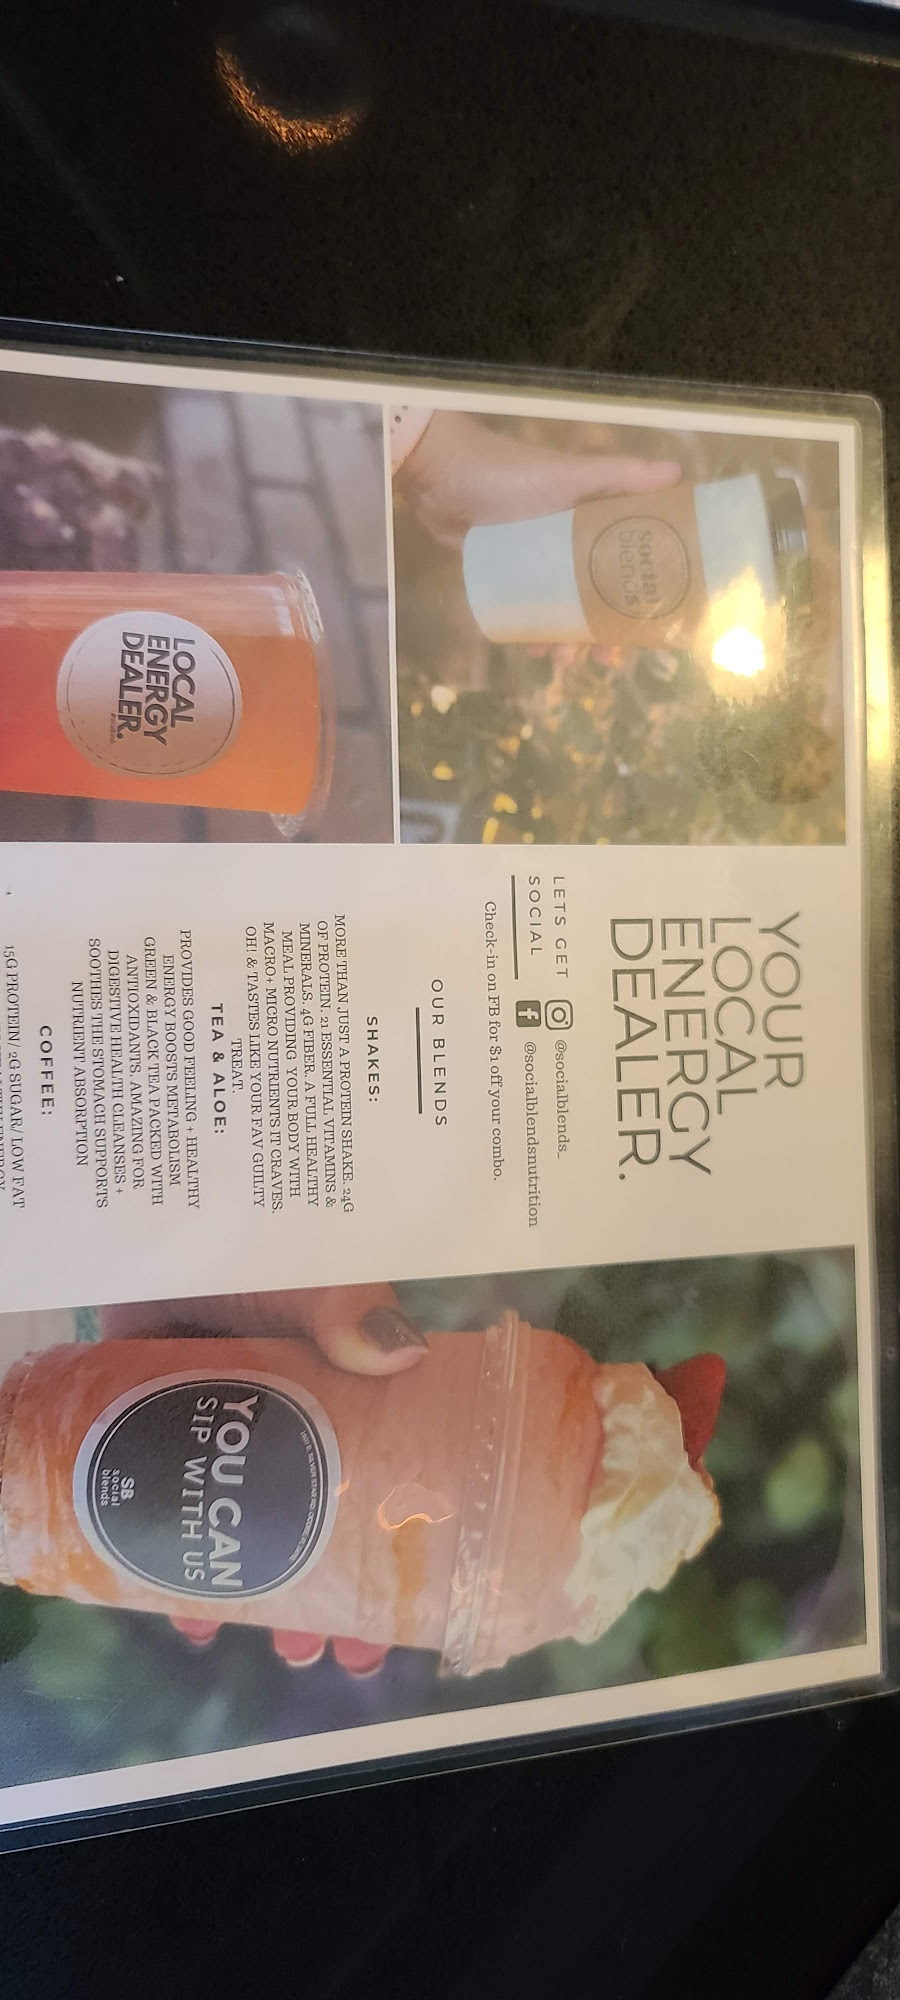 YOUR
LOCAL
ENERGY
DEALER.
LETS GET
SOCIAL
@socialblends_
@socialblendsnutrition
Check-in on FB for $1 off your combo.
OUR BLENDS
SHAKES:
MORE THAN JUST A PROTEIN SHAKE. 24G
OF PROTEIN. 21 ESSENTIAL VITAMINS &
MINERALS. 4G FIBER. A FULL HEALTHY
MEAL PROVIDING YOUR BODY WITH
MACRO+ MICRO NUTRIENTS IT CRAVES.
OH! & TASTES LIKE YOUR FAV GUILTY
TREAT.
TEA & ALOE:
PROVIDES GOOD FEELING + HEALTHY
ENERGY BOOSTS METABOLISM
GREEN & BLACK TEA PACKED WITH
ANTIOXIDANTS. AMAZING FOR
DIGESTIVE HEALTH CLEANSES +
SOOTHES THE STOMACH SUPPORTS
NUTRIENT ABSORPTION
COFFEE:
15G PROTEIN/ 2G SUGAR/ LOW FAT
social
blends
LOCAL
ENERGY
DEALER.
YOU CAN
SIP WITH US
SB
social
blends